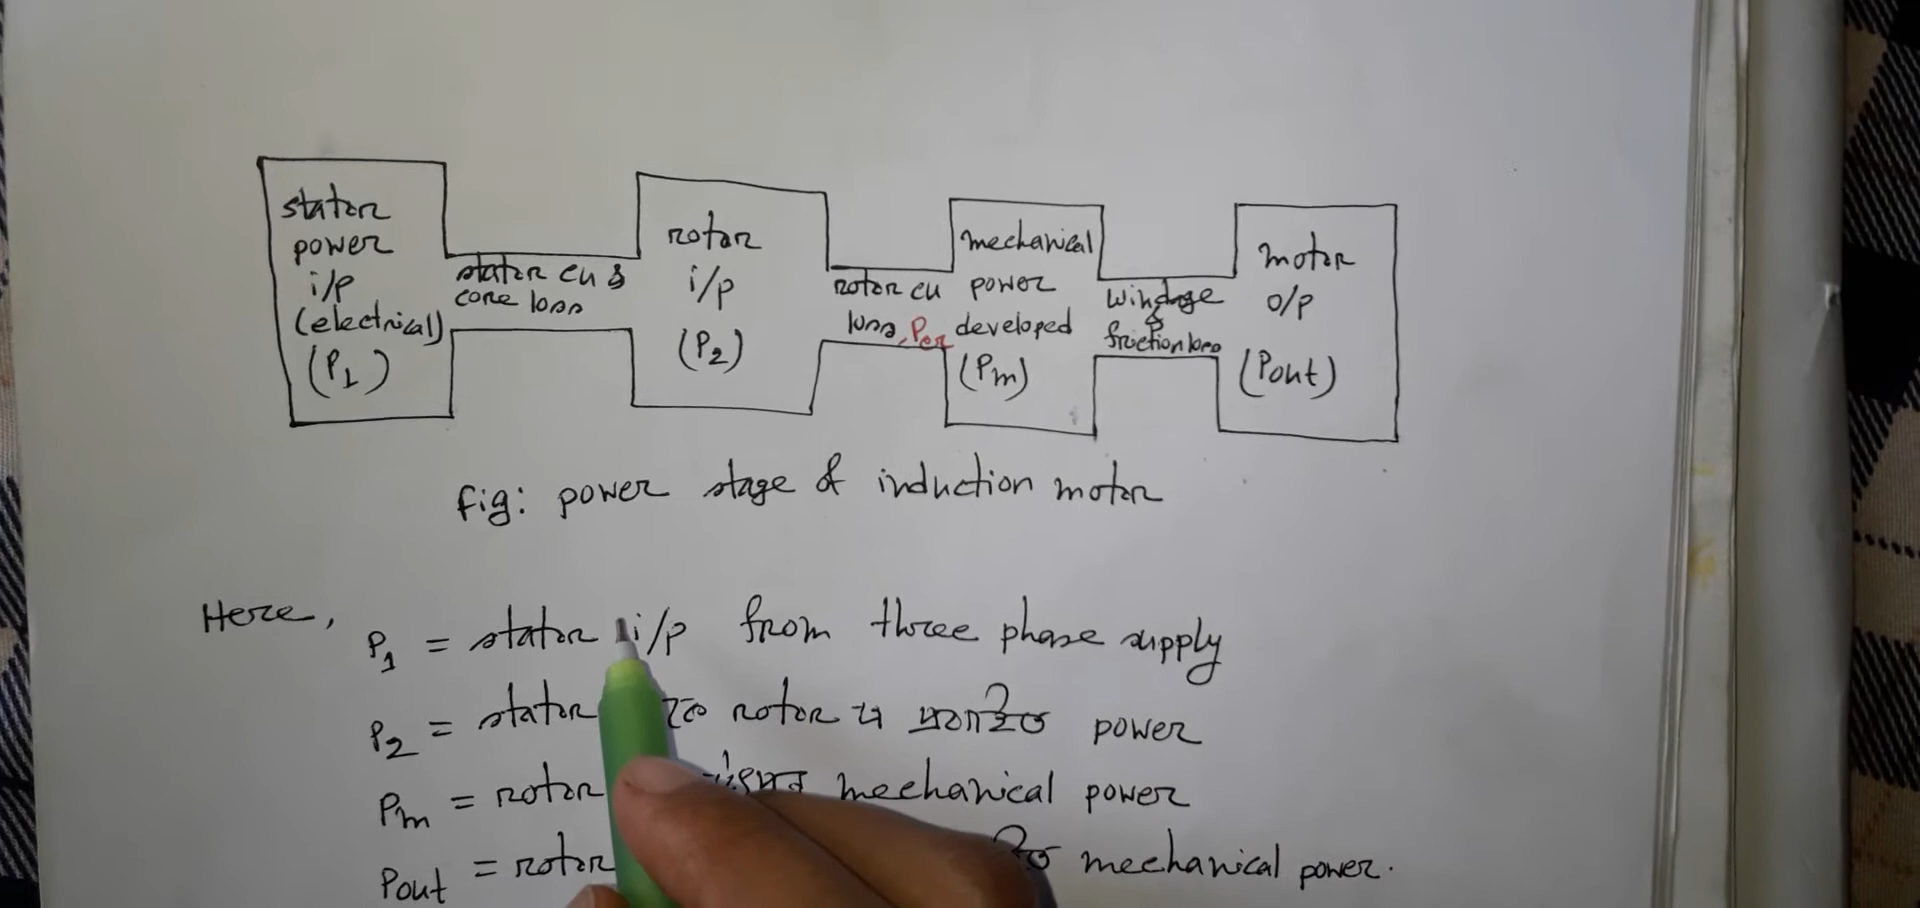 stator
power
i/p
(electrical)
(P1)
stator cu &
core loss
rotor
i/p
(P2)
rotor cu
loss, Pcr
mechanical
power
developed
(Pm)
windage
&
friction loss
motor
o/p
(Pout)
fig: power stage of induction motor
Here,
P1 = stator i/p from three phase supply
P2 = stator রোটর power
Pm = rotor mechanical power
Pout = rotor mechanical power.